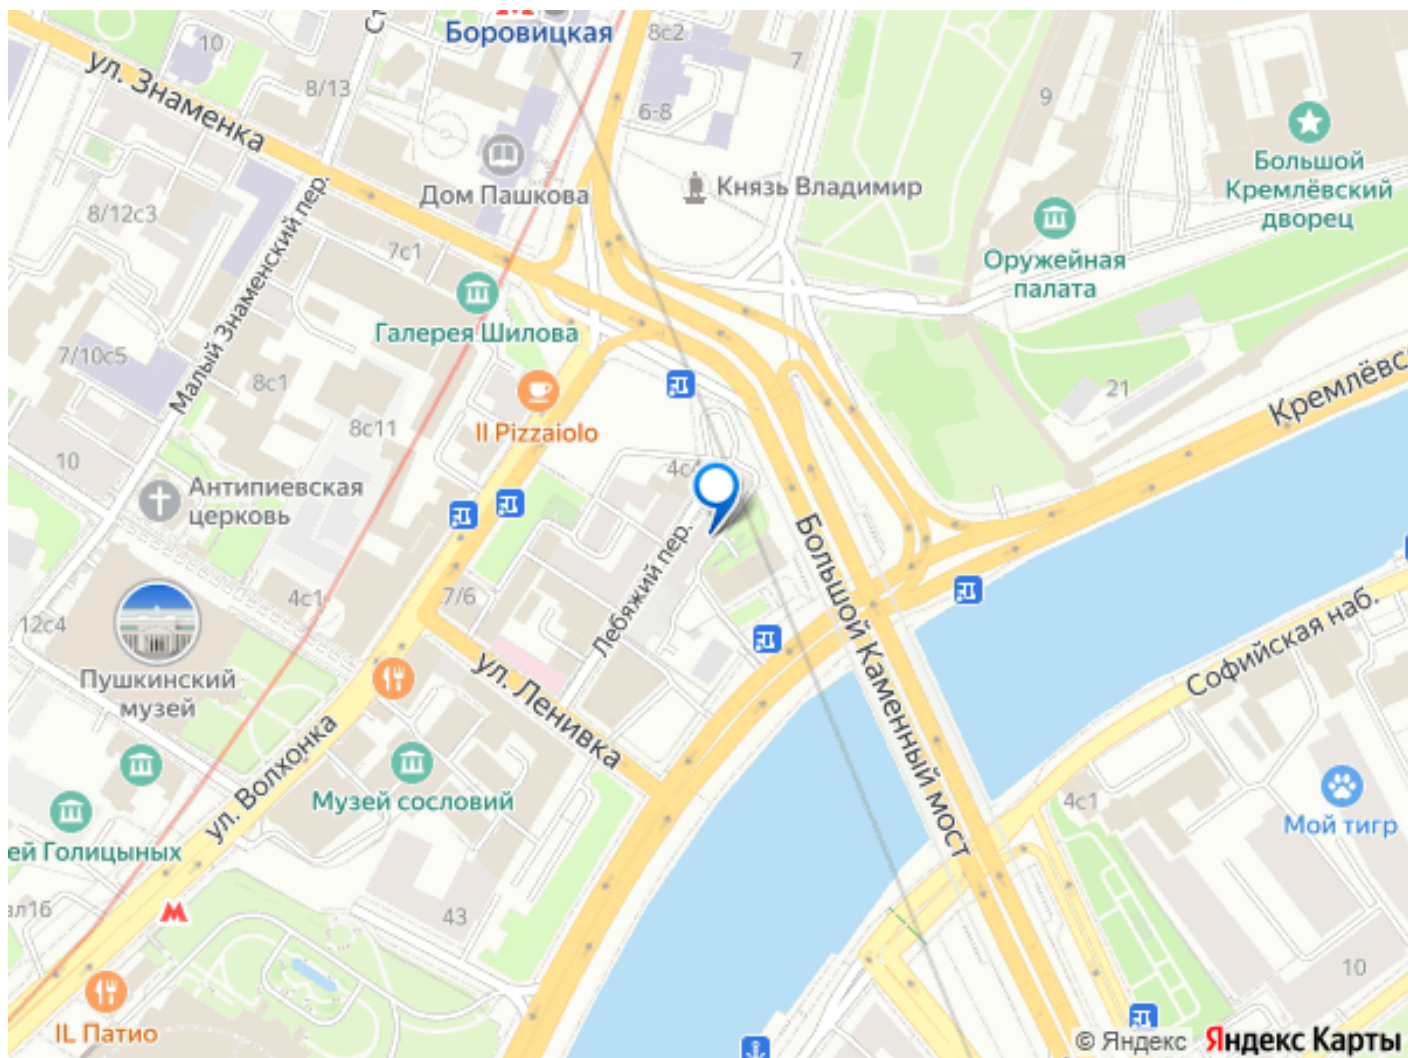 Боровицкая
8с2
7
10
ул. Знаменка
8/13
6-8
9
Большой
Кремлёвский
дворец
Дом Пашкова
Князь Владимир
8/12с3
Малый Знаменский пер.
7с1
Оружейная
палата
Галерея Шилова
7/10с5
8с1
21
Кремлёвс
8с11
Il Pizzaiolo
10
Антипиевская
церковь
Лебяжий пер.
Большой Каменный мост
4с1
7/6
12с4
Софийская наб.
Пушкинский
музей
ул. Ленивка
ул. Волхонка
Музей сословий
4с1
Мой тигр
ей Голицыных
ал16
43
10
IL Патио
© Яндекс Яндекс Карты